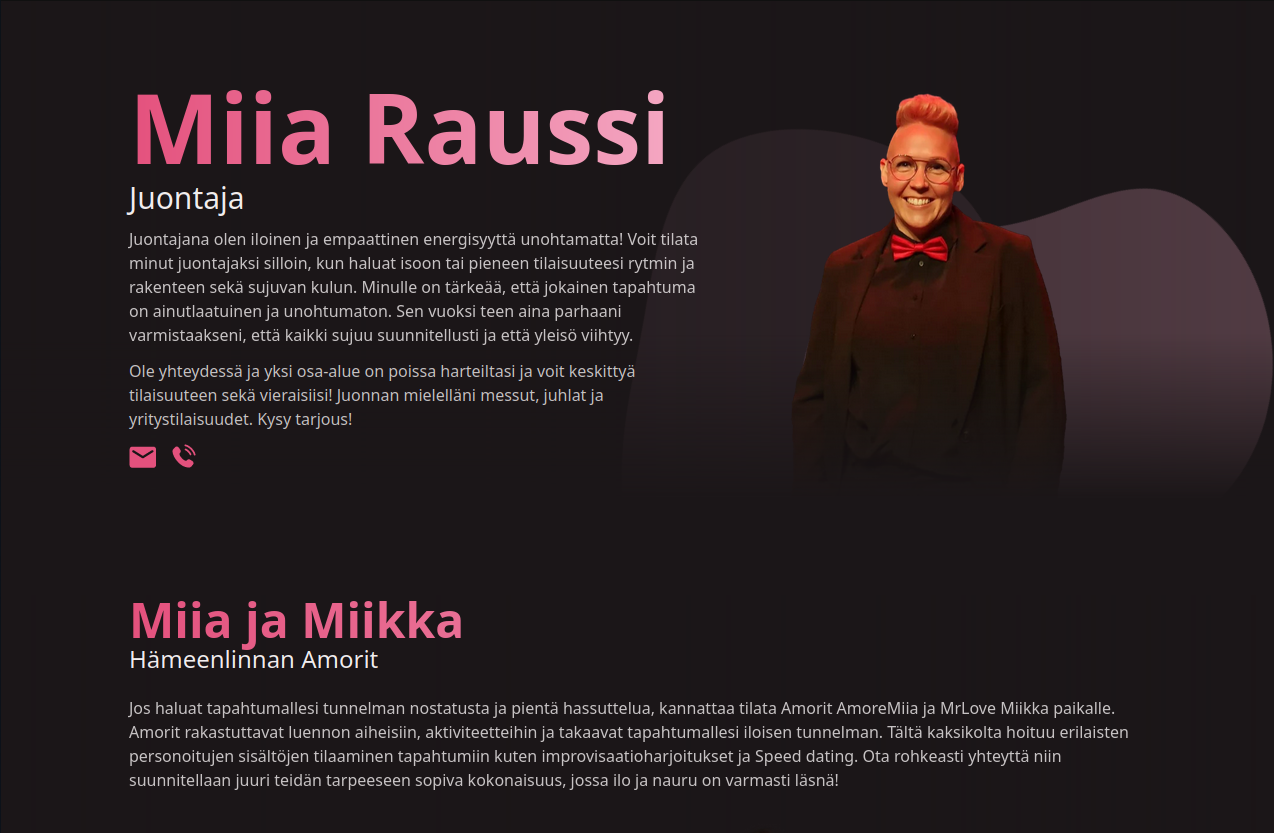 Miia Raussi
Juontaja
Juontajana olen iloinen ja empaattinen energisyyttä unohtamatta! Voit tilata
minut juontajaksi silloin, kun haluat isoon tai pieneen tilaisuuteesi rytmin ja
rakenteen sekä sujuvan kulun. Minulle on tärkeää, että jokainen tapahtuma
on ainutlaatuinen ja unohtumaton. Sen vuoksi teen aina parhaani
varmistaakseni, että kaikki sujuu suunnitellusti ja että yleisö viihtyy.
Ole yhteydessä ja yksi osa-alue on poissa harteiltasi ja voit keskittyä
tilaisuuteen sekä vieraisiisi! Juonnan mielelläni messut, juhlat ja
yritystilaisuudet. Kysy tarjous!
Miia ja Miikka
Hämeenlinnan Amorit
Jos haluat tapahtumallesi tunnelman nostatusta ja pientä hassuttelua, kannattaa tilata Amorit AmoreMiia ja MrLove Miikka paikalle.
Amorit rakastuttavat luennon aiheisiin, aktiviteetteihin ja takaavat tapahtumallesi iloisen tunnelman. Tältä kaksikolta hoituu erilaisten
personoitujen sisältöjen tilaaminen tapahtumiin kuten improvisaatioharjoitukset ja Speed dating. Ota rohkeasti yhteyttä niin
suunnitellaan juuri teidän tarpeeseen sopiva kokonaisuus, jossa ilo ja nauru on varmasti läsnä!